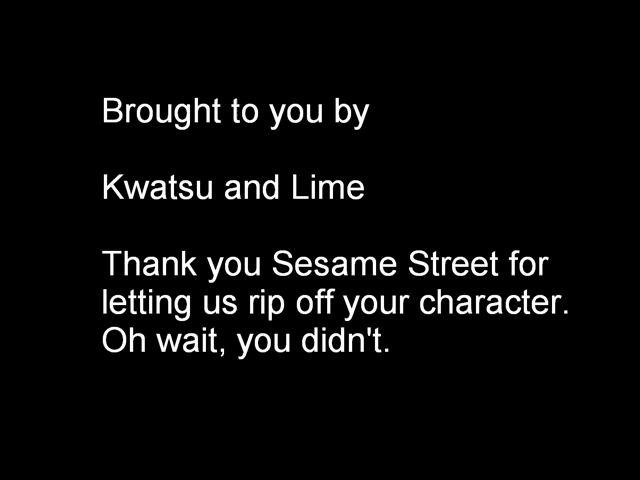 Brought to you by
Kwatsu and Lime
Thank you Sesame Street for
letting us rip off your character.
Oh wait, you didn't.